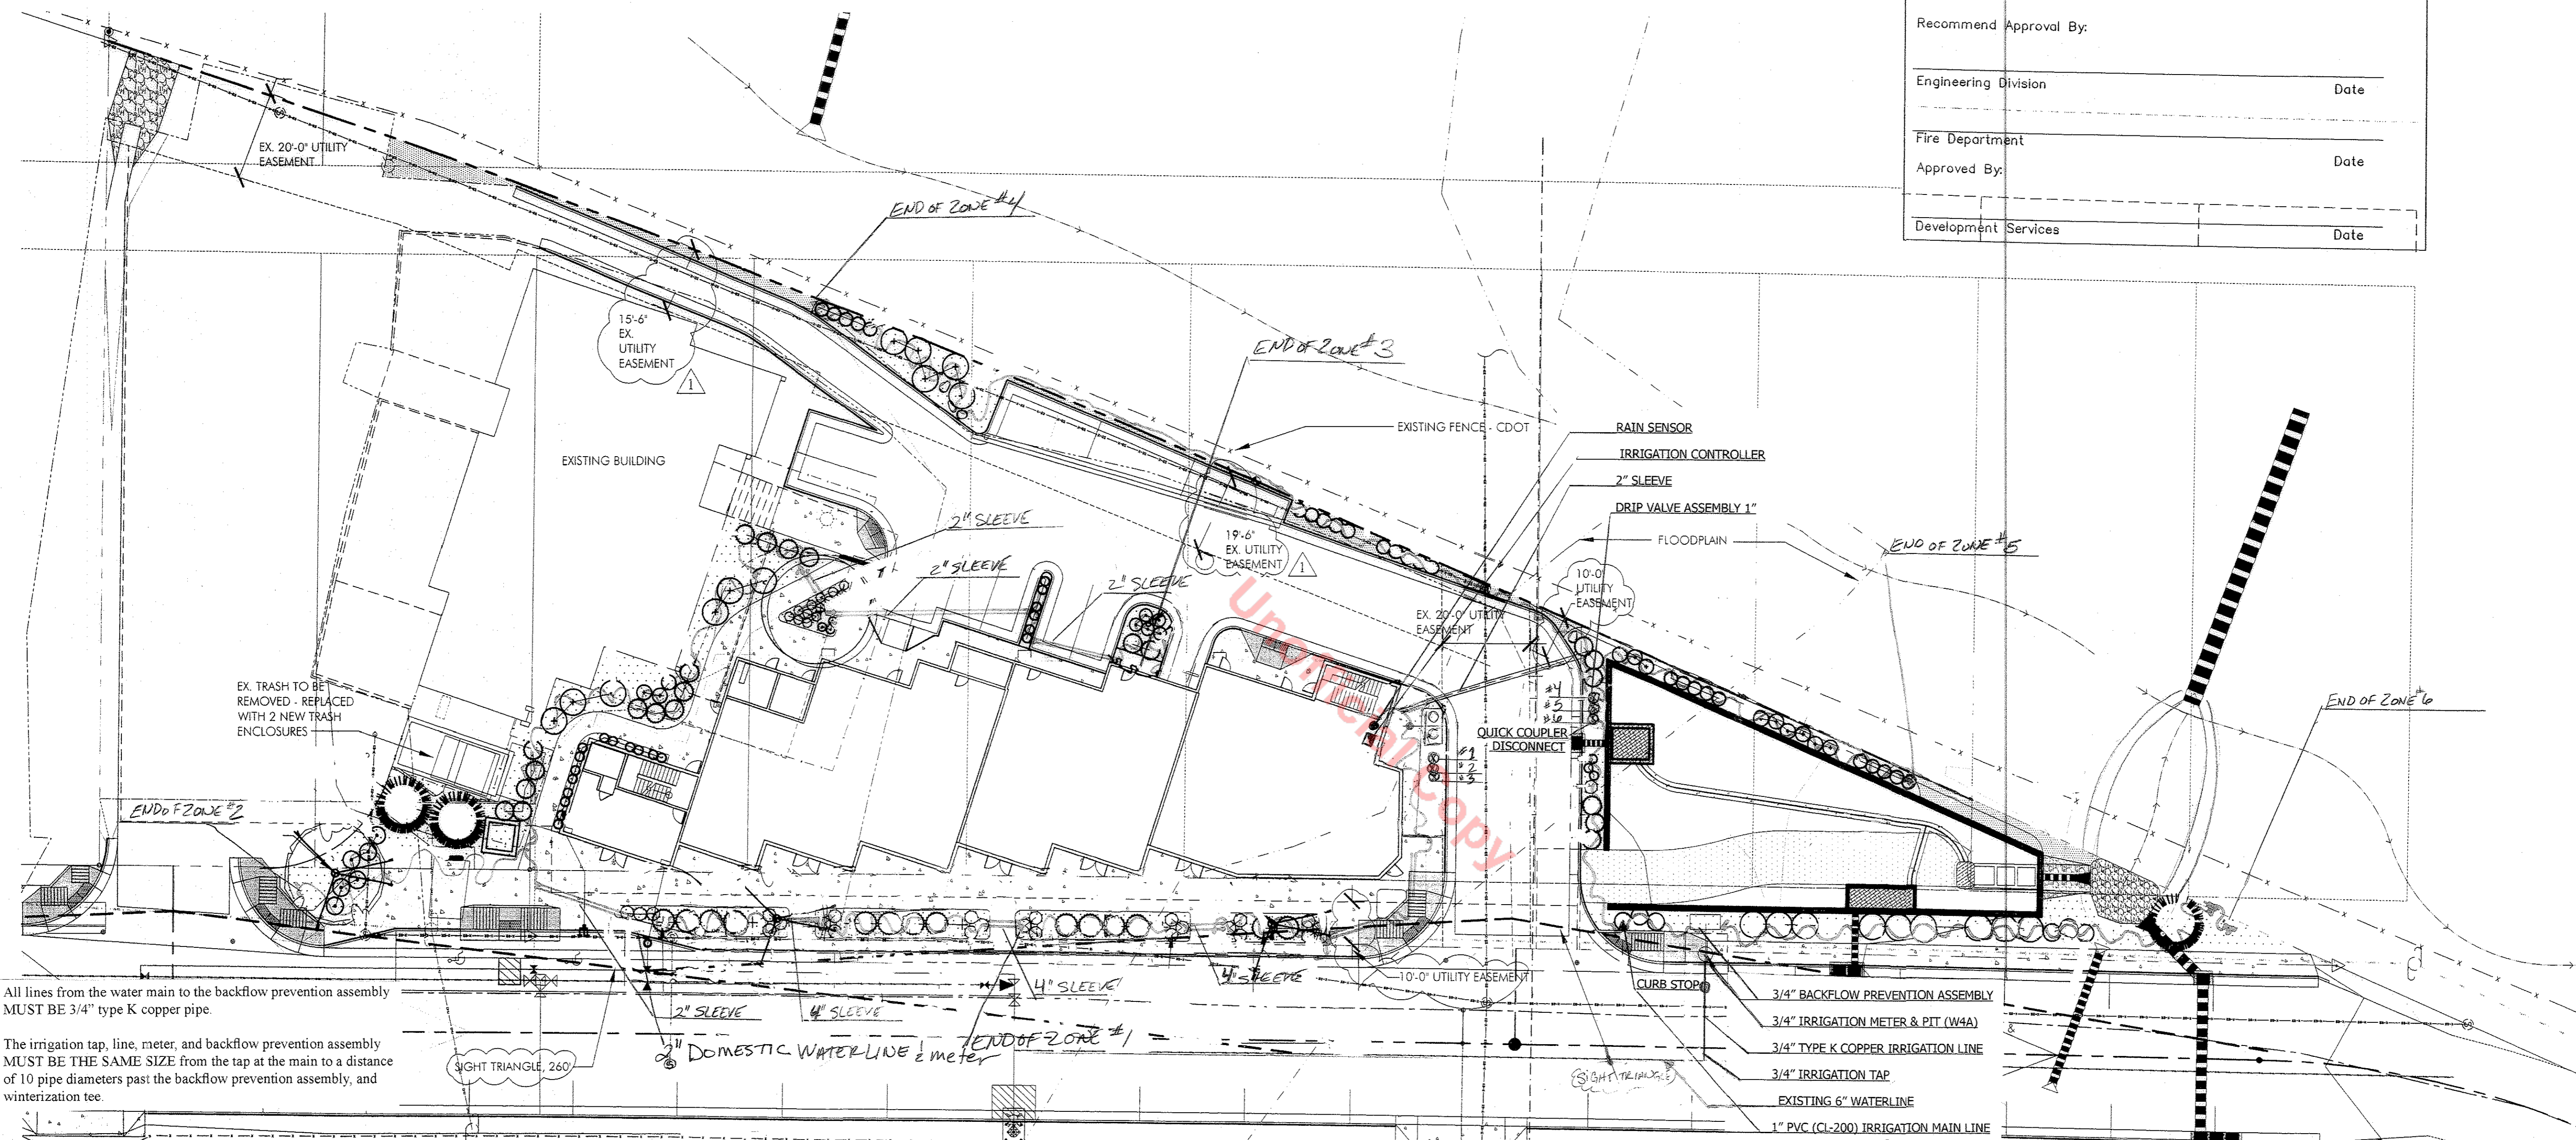 Recommend Approval By:
Engineering Division
Date
Fire Department
Date
Approved By:
Development Services
Date
EX. 20'-0" UTILITY
EASEMENT
END OF ZONE #4
15'-6"
EX.
UTILITY
EASEMENT
1
END OF ZONE #3
EXISTING FENCE - CDOT
RAIN SENSOR
IRRIGATION CONTROLLER
2" SLEEVE
DRIP VALVE ASSEMBLY 1"
EXISTING BUILDING
2" SLEEVE
2" SLEEVE
2" SLEEVE
19'-6"
EX. UTILITY
EASEMENT
1
FLOODPLAIN
END OF ZONE #5
10'-0"
UTILITY
EASEMENT
EX. 20'-0" UTILITY
EASEMENT
Unofficial Copy
EX. TRASH TO BE
REMOVED - REPLACED
WITH 2 NEW TRASH
ENCLOSURES
#4
#5
#6
QUICK COUPLER
DISCONNECT
#1
#2
#3
END OF ZONE #6
END OF ZONE #2
10'-0" UTILITY EASEMENT
CURB STOP
4" SLEEVE
4" SLEEVE
2" SLEEVE
4" SLEEVE
END OF ZONE #1
2" DOMESTIC WATERLINE & meter
SIGHT TRIANGLE, 260'
SIGHT TRIANGLE
All lines from the water main to the backflow prevention assembly
MUST BE 3/4" type K copper pipe.
The irrigation tap, line, meter, and backflow prevention assembly
MUST BE THE SAME SIZE from the tap at the main to a distance
of 10 pipe diameters past the backflow prevention assembly, and
winterization tee.
3/4" BACKFLOW PREVENTION ASSEMBLY
3/4" IRRIGATION METER & PIT (W4A)
3/4" TYPE K COPPER IRRIGATION LINE
3/4" IRRIGATION TAP
EXISTING 6" WATERLINE
1" PVC (CL-200) IRRIGATION MAIN LINE